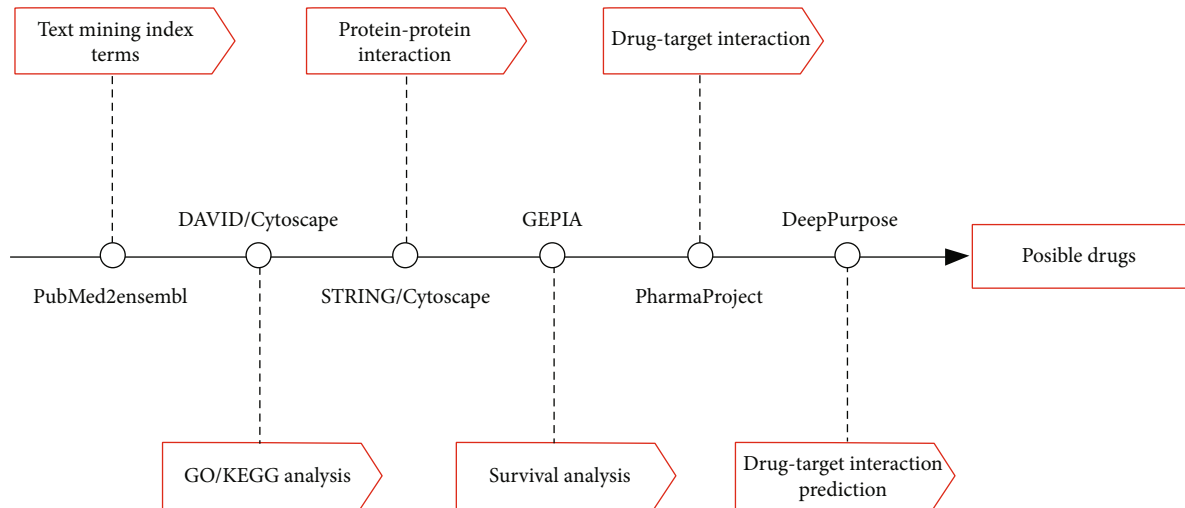 Text mining index
terms
Protein-protein
interaction
Drug-target interaction
DAVID/Cytoscape
GEPIA
DeepPurpose
Posible drugs
PubMed2ensembl
STRING/Cytoscape
PharmaProject
GO/KEGG analysis
Survival analysis
Drug-target interaction
prediction